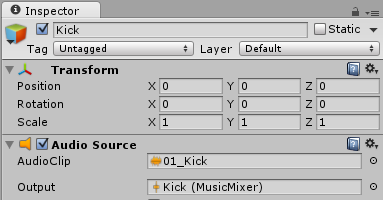 Inspector
Kick Static
Tag Untagged Layer Default
Transform
Position X 0 Y 0 Z 0
Rotation X 0 Y 0 Z 0
Scale X 1 Y 1 Z 1
Audio Source
AudioClip 01_Kick
Output Kick (MusicMixer)